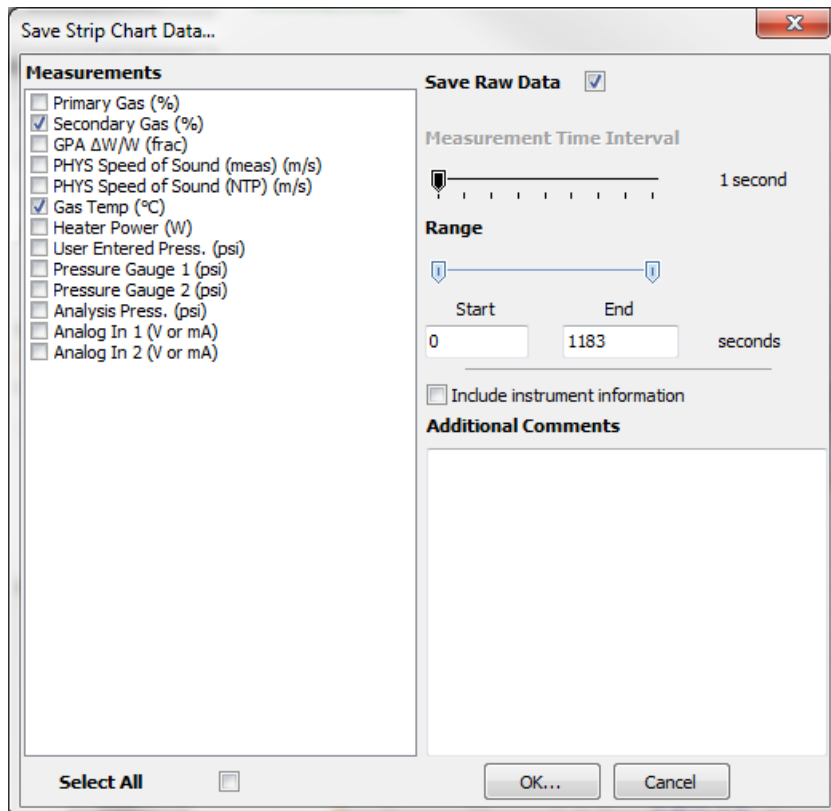 Save Strip Chart Data...
Measurements
Primary Gas (%)
Secondary Gas (%)
GPA ΔW/W (frac)
PHYS Speed of Sound (meas) (m/s)
PHYS Speed of Sound (NTP) (m/s)
Gas Temp (°C)
Heater Power (W)
User Entered Press. (psi)
Pressure Gauge 1 (psi)
Pressure Gauge 2 (psi)
Analysis Press. (psi)
Analog In 1 (V or mA)
Analog In 2 (V or mA)
Select All
Save Raw Data
Measurement Time Interval
1 second
Range
Start End
0 1183 seconds
Include instrument information
Additional Comments
OK... Cancel